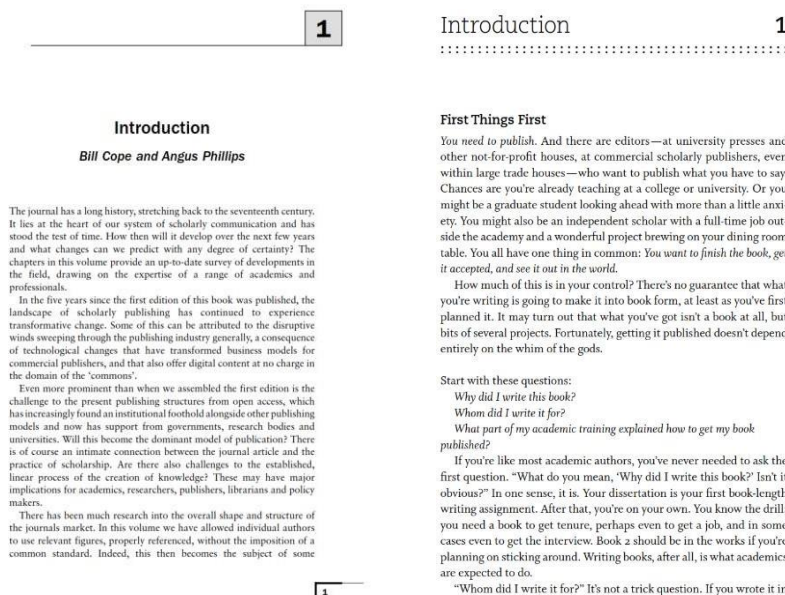 1
Introduction
Bill Cope and Angus Phillips
The journal has a long history, stretching back to the seventeenth century.
It lies at the heart of our system of scholarly communication and has
stood the test of time. How then will it develop over the next few years
and what changes can we predict with any degree of certainty? The
chapters in this volume provide an up-to-date survey of developments in
the field, drawing on the expertise of a range of academics and
professionals.
In the five years since the first edition of this book was published, the
landscape of scholarly publishing has continued to experience
transformative change. Some of this can be attributed to the disruptive
winds sweeping through the publishing industry generally, a consequence
of technological changes that have transformed business models for
commercial publishers, and that also offer digital content at no charge in
the domain of the ‘commons’.
Even more prominent than when we assembled the first edition is the
challenge to the present publishing structures from open access, which
has increasingly found an institutional foothold alongside other publishing
models and now has support from governments, research bodies and
universities. Will this become the dominant model of publication? There
is of course an intimate connection between the journal article and the
practice of scholarship. Are there also challenges to the established,
linear process of the creation of knowledge? These may have major
implications for academics, researchers, publishers, librarians and policy
makers.
There has been much research into the overall shape and structure of
the journals market. In this volume we have allowed individual authors
to use relevant figures, properly referenced, without the imposition of a
common standard. Indeed, this then becomes the subject of some
1
Introduction 1
First Things First
You need to publish. And there are editors—at university presses and
other not-for-profit houses, at commercial scholarly publishers, even
within large trade houses—who want to publish what you have to say
Chances are you're already teaching at a college or university. Or you
might be a graduate student looking ahead with more than a little anxi
ety. You might also be an independent scholar with a full-time job out
side the academy and a wonderful project brewing on your dining room
table. You all have one thing in common: You want to finish the book, ge
it accepted, and see it out in the world.
How much of this is in your control? There's no guarantee that what
you're writing is going to make it into book form, at least as you've first
planned it. It may turn out that what you've got isn't a book at all, but
bits of several projects. Fortunately, getting it published doesn't depend
entirely on the whim of the gods.
Start with these questions:
Why did I write this book?
Whom did I write it for?
What part of my academic training explained how to get my book
published?
If you're like most academic authors, you've never needed to ask the
first question. “What do you mean, ‘Why did I write this book?’ Isn't it
obvious?” In one sense, it is. Your dissertation is your first book-length
writing assignment. After that, you're on your own. You know the drill:
you need a book to get tenure, perhaps even to get a job, and in some
cases even to get the interview. Book 2 should be in the works if you're
planning on sticking around. Writing books, after all, is what academics
are expected to do.
“Whom did I write it for?” It's not a trick question. If you wrote it in